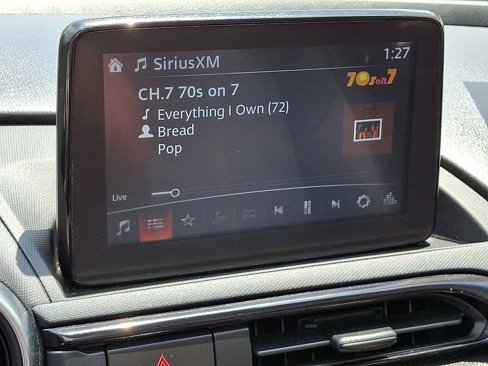 SiriusXM
1:27
CH.7 70s on 7
70s on 7
Everything I Own (72)
Bread
Pop
Live